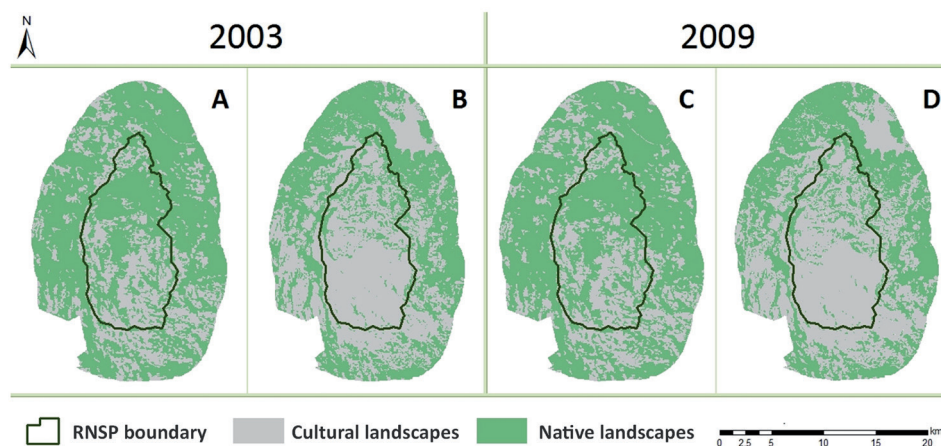 N
2003
2009
A
B
C
D
RNSP boundary
Cultural landscapes
Native landscapes
km
0 2.5 5 10 15 20